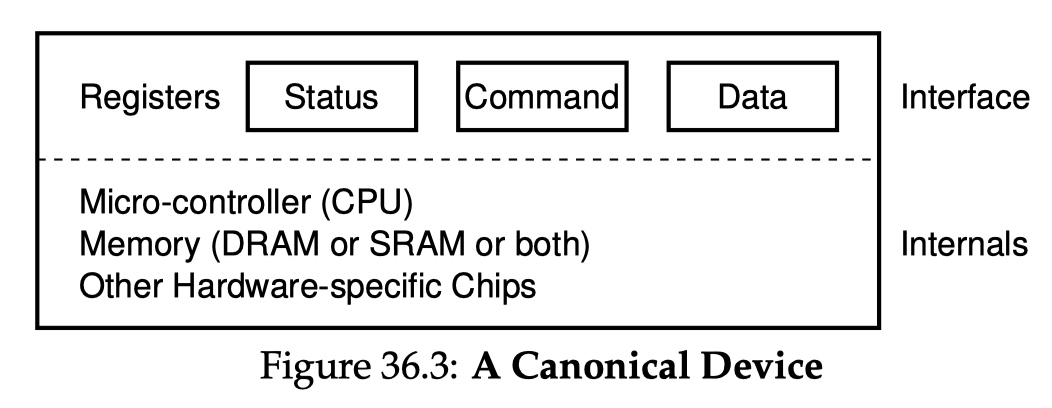 Registers Status Command Data Interface
Micro-controller (CPU)
Memory (DRAM or SRAM or both) Internals
Other Hardware-specific Chips
Figure 36.3: A Canonical Device